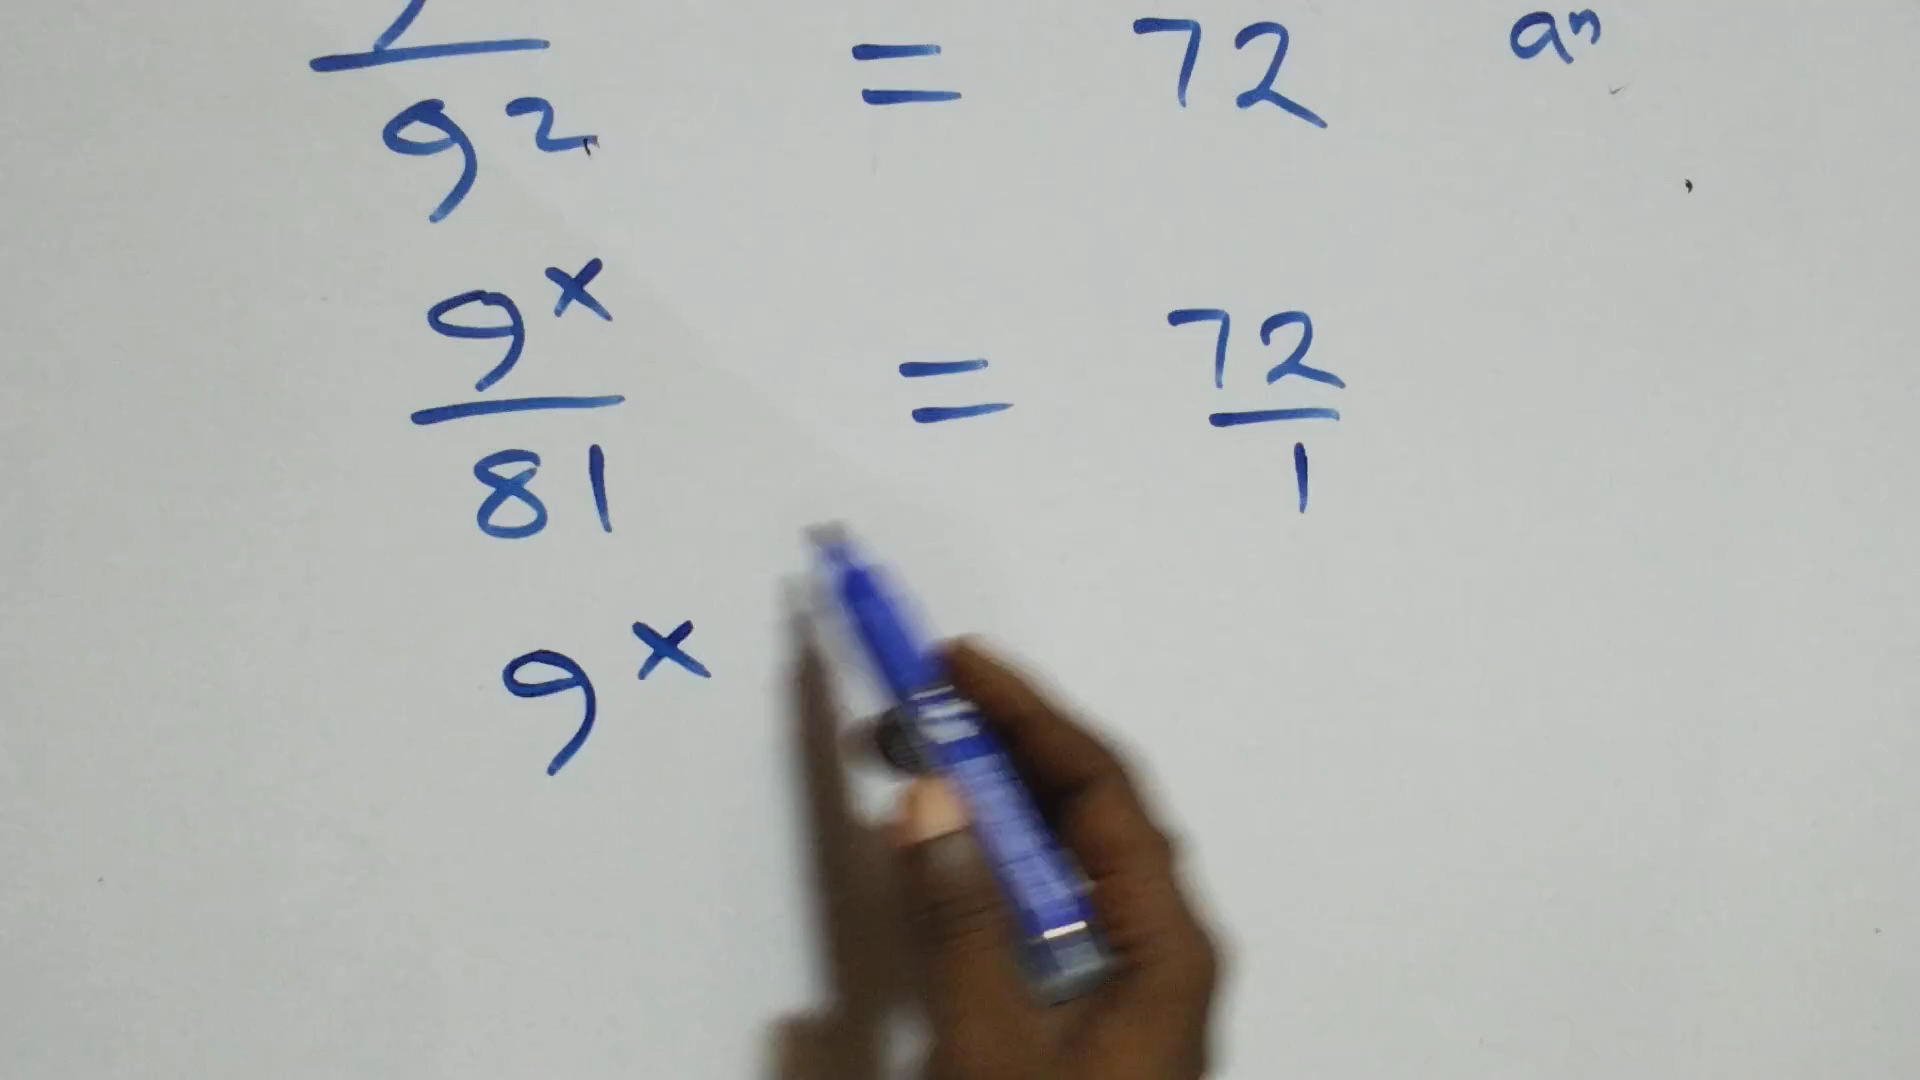 9² = 72 aⁿ
9ˣ/81 = 72/1
9ˣ